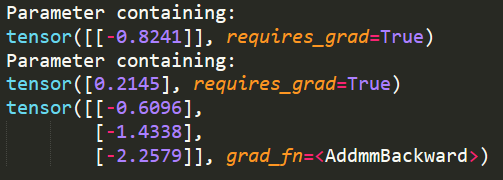 Parameter containing:
tensor([[-0.8241]], requires_grad=True)
Parameter containing:
tensor([0.2145], requires_grad=True)
tensor([[-0.6096],
        [-1.4338],
        [-2.2579]], grad_fn=<AddmmBackward>)